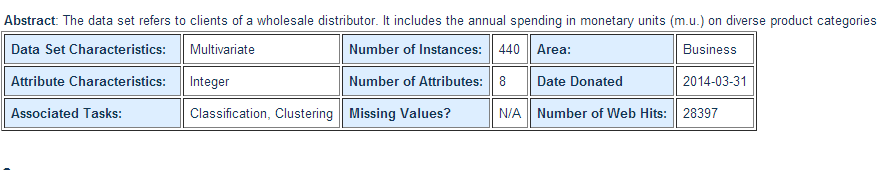 Abstract: The data set refers to clients of a wholesale distributor. It includes the annual spending in monetary units (m.u.) on diverse product categories
Data Set Characteristics: Multivariate Number of Instances: 440 Area: Business
Attribute Characteristics: Integer Number of Attributes: 8 Date Donated 2014-03-31
Associated Tasks: Classification, Clustering Missing Values? N/A Number of Web Hits: 28397